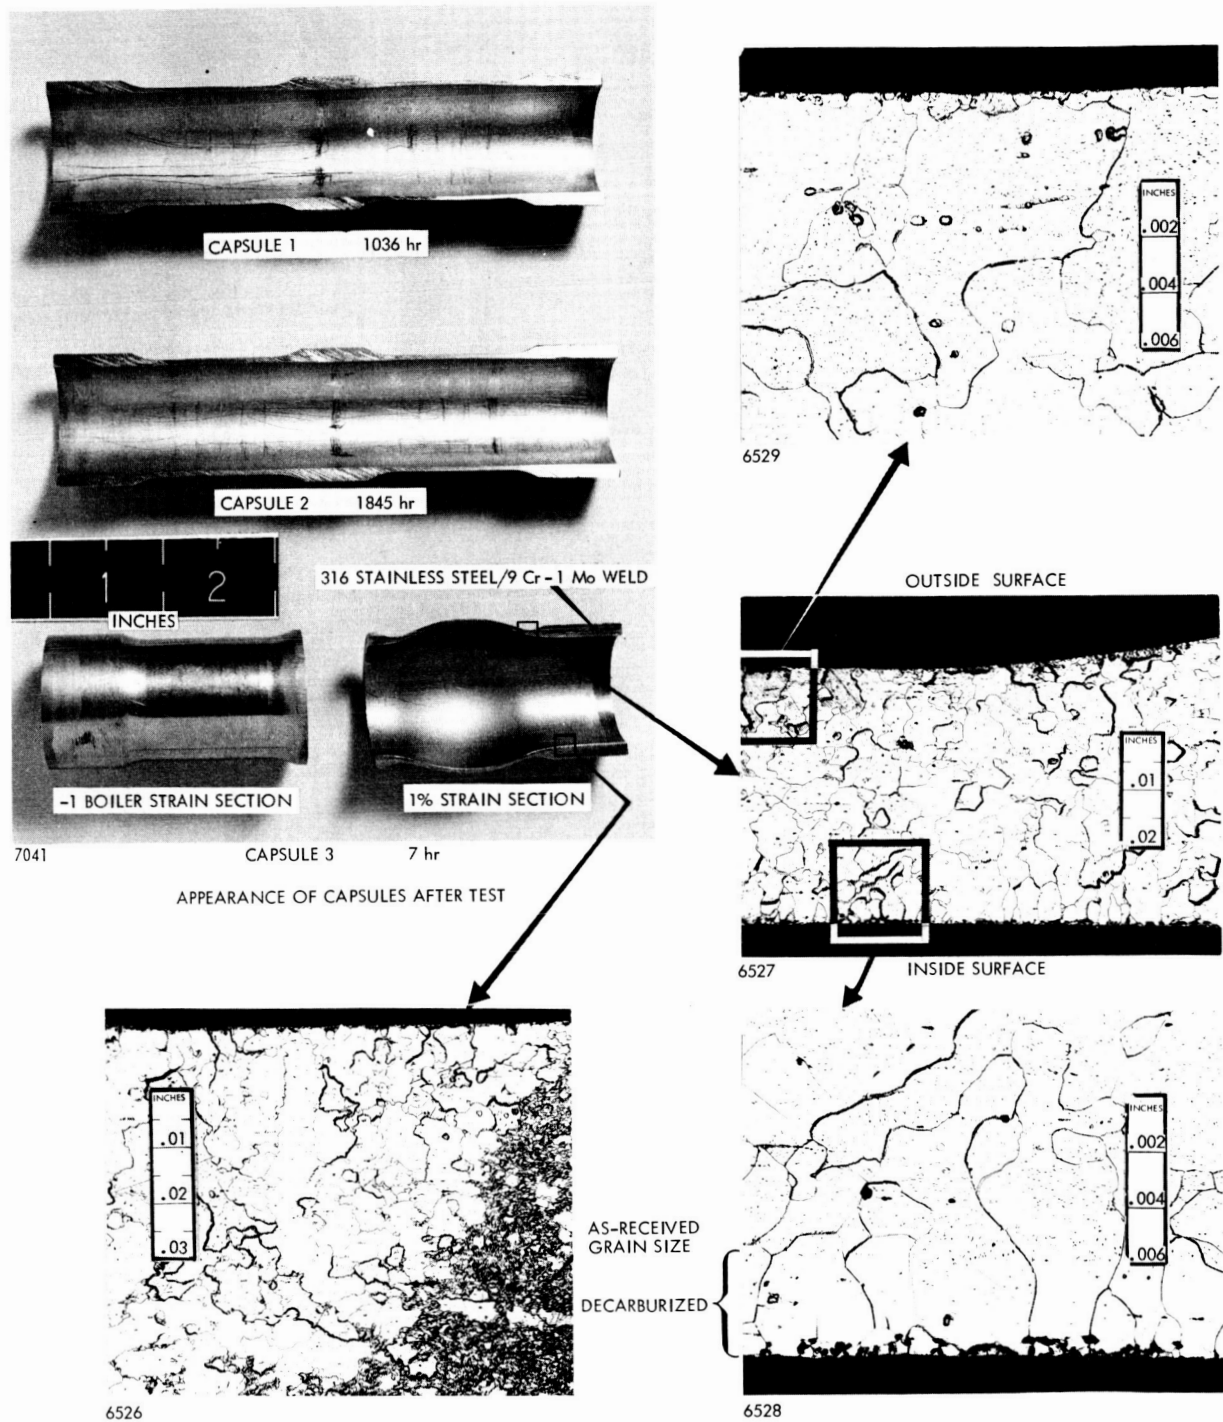 CAPSULE 1 1036 hr
CAPSULE 2 1845 hr
1 2
INCHES
316 STAINLESS STEEL/9 Cr-1 Mo WELD
-1 BOILER STRAIN SECTION
1% STRAIN SECTION
7041
CAPSULE 3 7 hr
APPEARANCE OF CAPSULES AFTER TEST
INCHES
.002
.004
.006
6529
OUTSIDE SURFACE
INCHES
.01
.02
6527
INSIDE SURFACE
INCHES
.01
.02
.03
6526
AS-RECEIVED
GRAIN SIZE
DECARBURIZED
INCHES
.002
.004
.006
6528